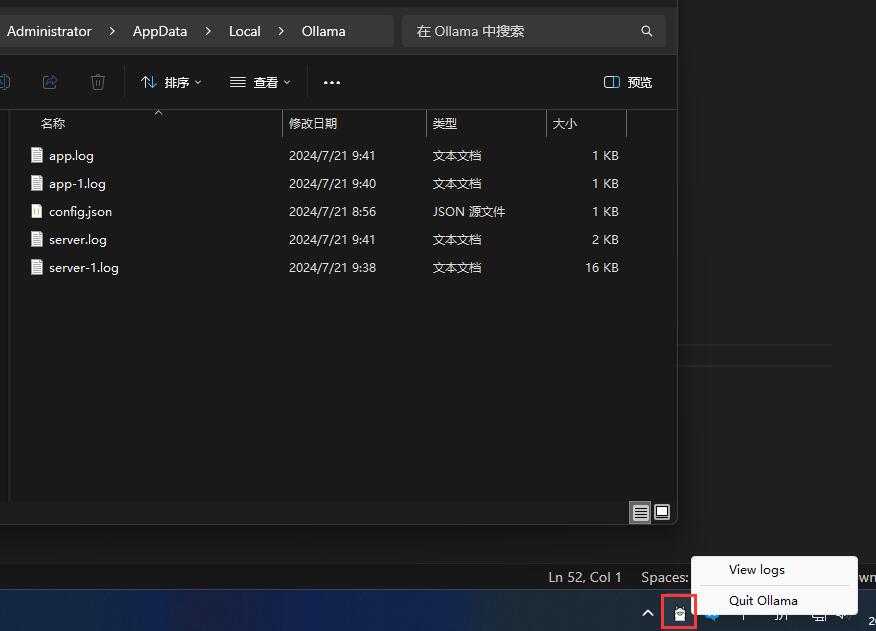 Administrator > AppData > Local > Ollama
在 Ollama 中搜索
排序 查看 ... 预览
名称 修改日期 类型 大小
app.log 2024/7/21 9:41 文本文档 1 KB
app-1.log 2024/7/21 9:40 文本文档 1 KB
config.json 2024/7/21 8:56 JSON 源文件 1 KB
server.log 2024/7/21 9:41 文本文档 2 KB
server-1.log 2024/7/21 9:38 文本文档 16 KB
View logs
Ln 52, Col 1 Spaces:
Quit Ollama